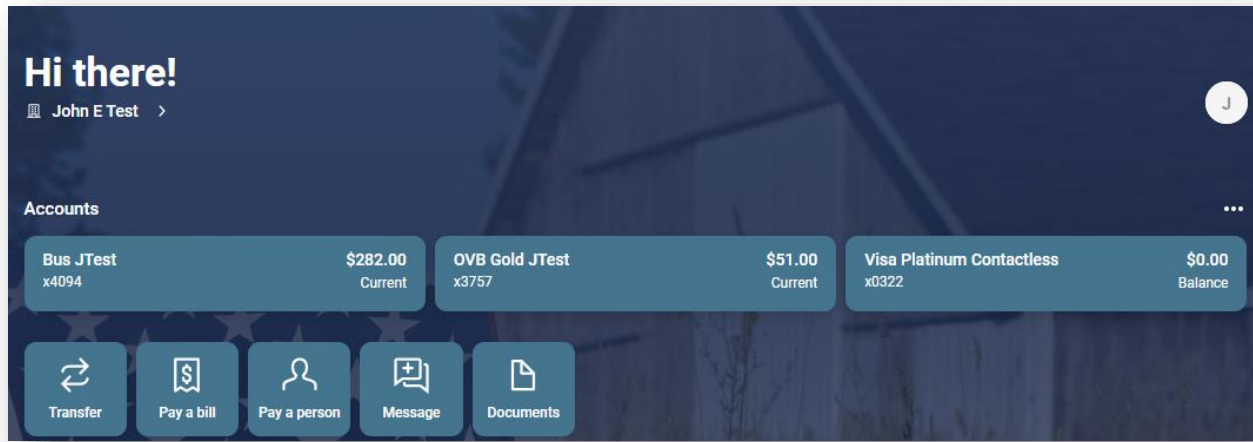 Hi there!
John E Test
J
Accounts
Bus JTest $282.00
x4094 Current
OVB Gold JTest $51.00
x3757 Current
Visa Platinum Contactless $0.00
x0322 Balance
Transfer
Pay a bill
Pay a person
Message
Documents